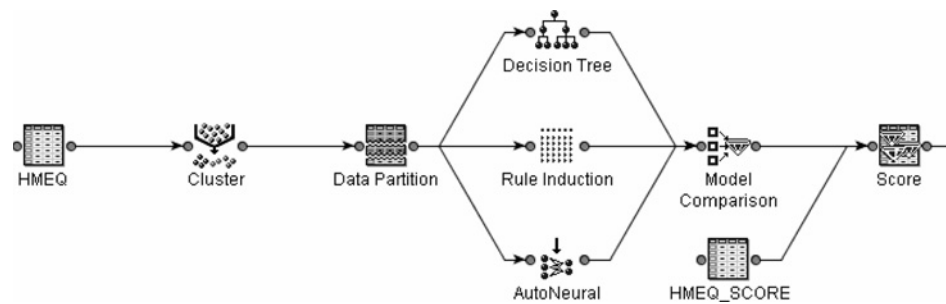 Decision Tree
HMEQ
Cluster
Data Partition
Rule Induction
Model
Comparison
Score
AutoNeural
HMEQ_SCORE